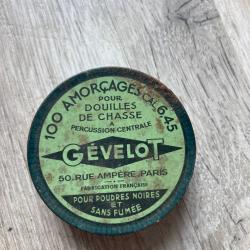 100 AMORÇAGES CAL 6.45
POUR
DOUILLES
DE CHASSE
A
PERCUSSION CENTRALE
GÉVELOT
50. RUE AMPÈRE. PARIS
FABRICATION FRANÇAISE
POUR POUDRES NOIRES
ET
SANS FUMÉE